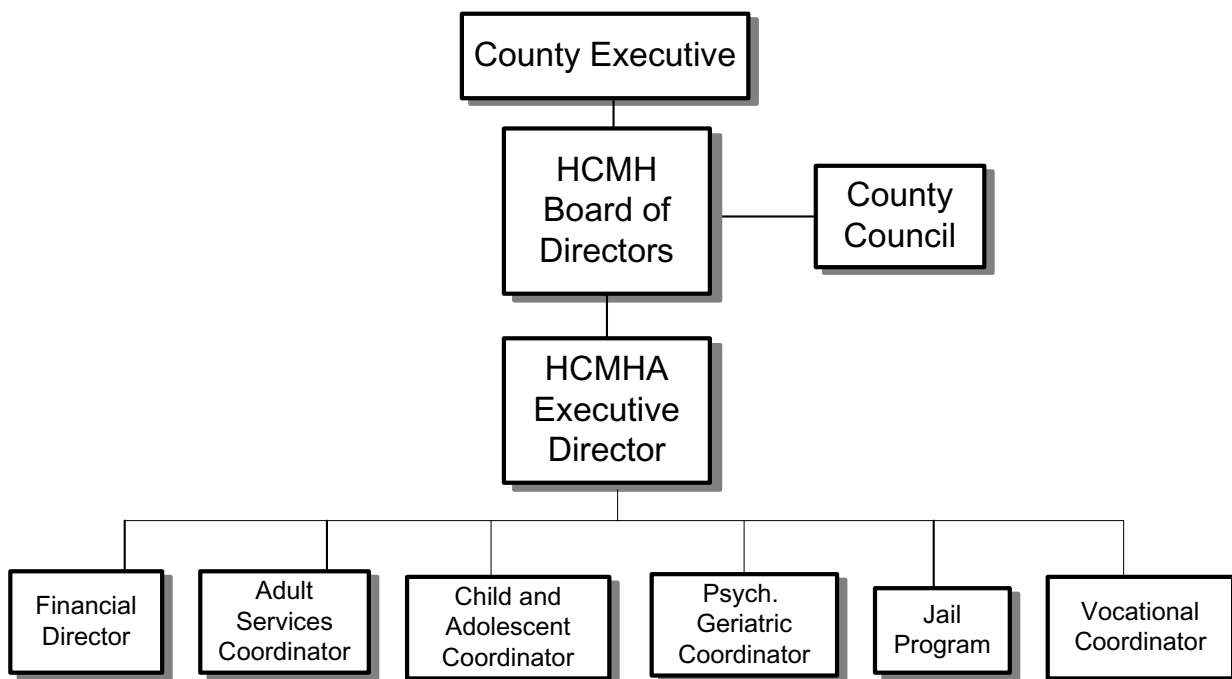 County Executive
HCMH
Board of
Directors
County
Council
HCMHA
Executive
Director
Financial
Director
Adult
Services
Coordinator
Child and
Adolescent
Coordinator
Psych.
Geriatric
Coordinator
Jail
Program
Vocational
Coordinator